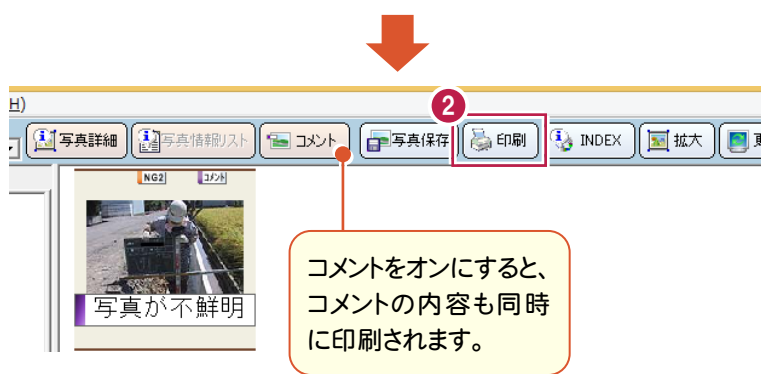 H)
2
写真詳細 写真情報リスト コメント 写真保存 印刷 INDEX 拡大
NG2 コメント
写真が不鮮明
コメントをオンにすると、
コメントの内容も同時
に印刷されます。